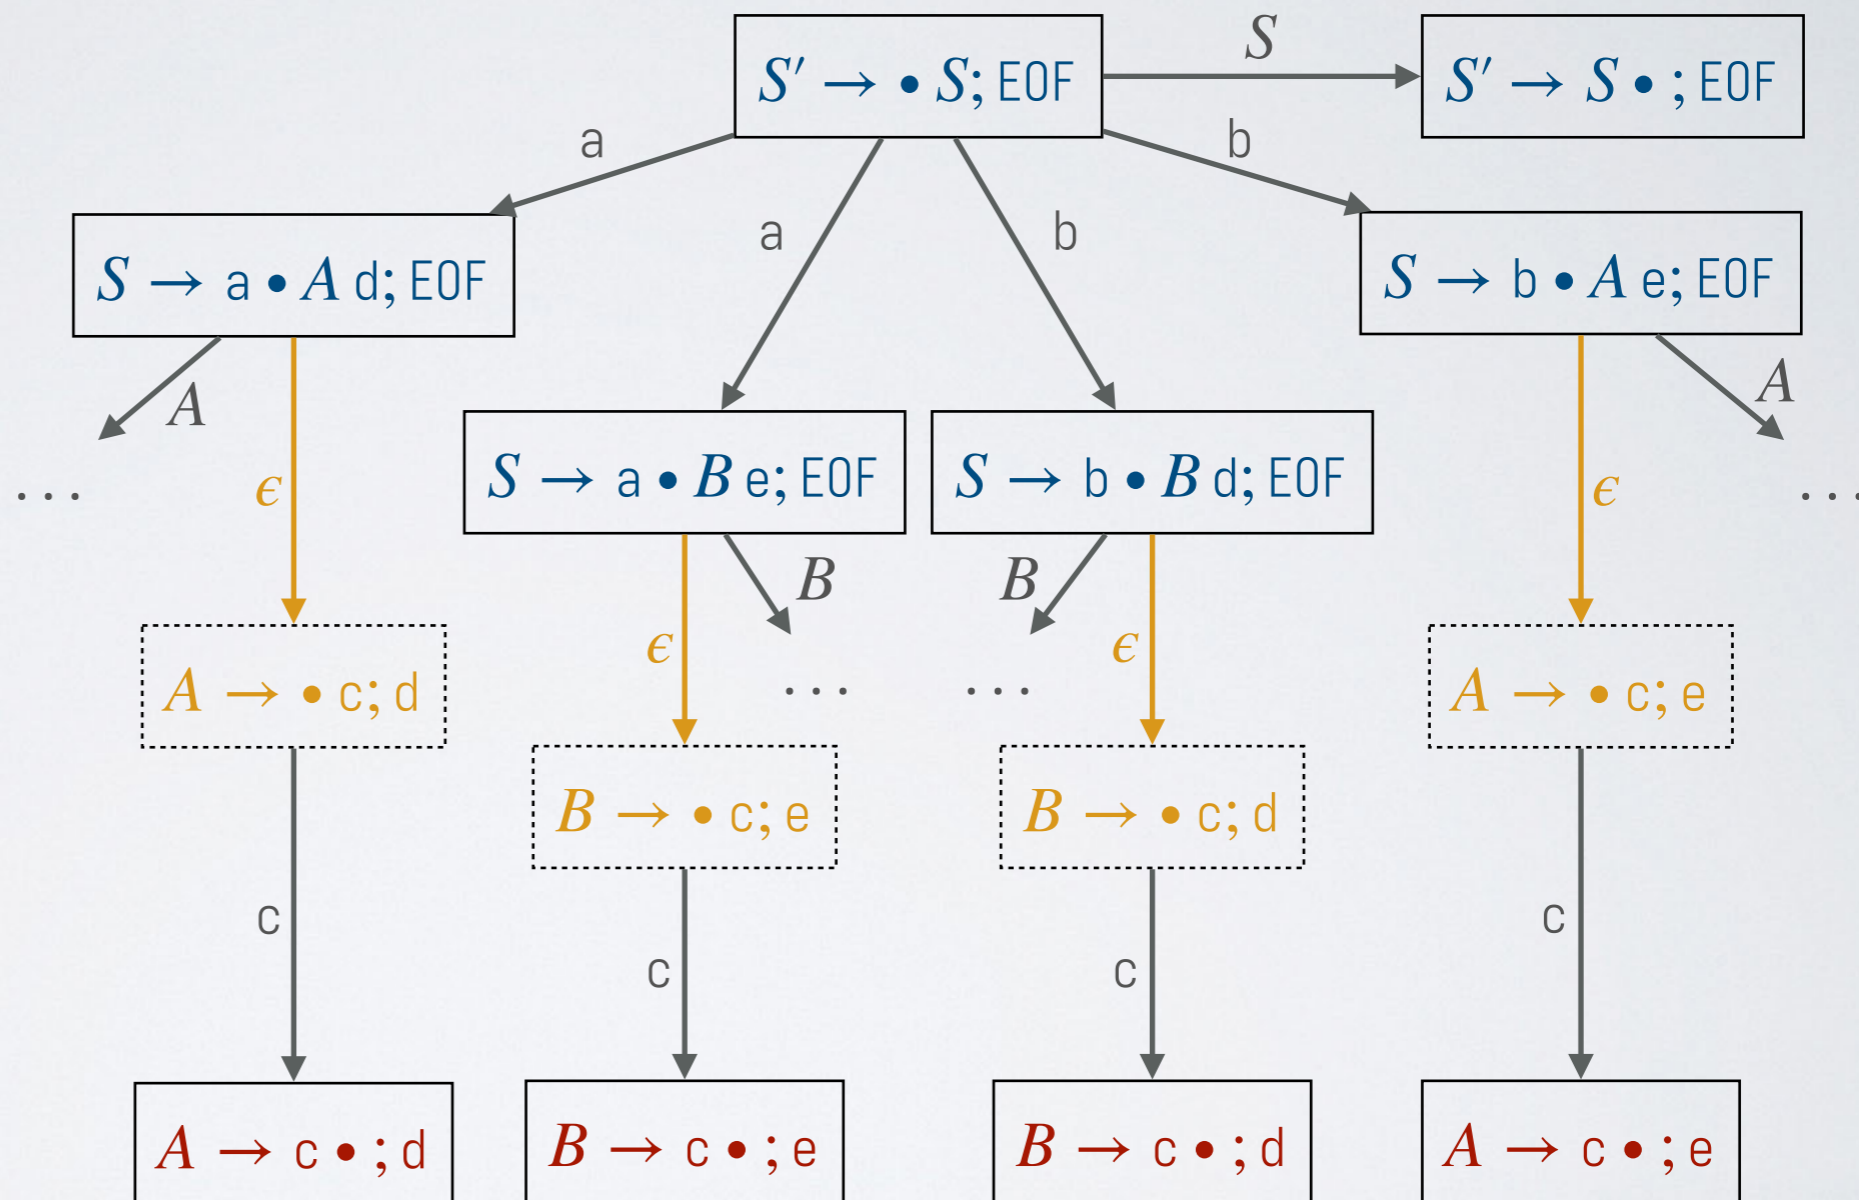 S′ → • S; EOF
S
S′ → S • ; EOF
a
b
a
b
S → a • A d; EOF
S → b • A e; EOF
A
ϵ
S → a • B e; EOF
S → b • B d; EOF
ϵ
A
...
...
B
B
ϵ
ϵ
...
...
A → • c; d
A → • c; e
B → • c; e
B → • c; d
c
c
c
c
A → c • ; d
B → c • ; e
B → c • ; d
A → c • ; e